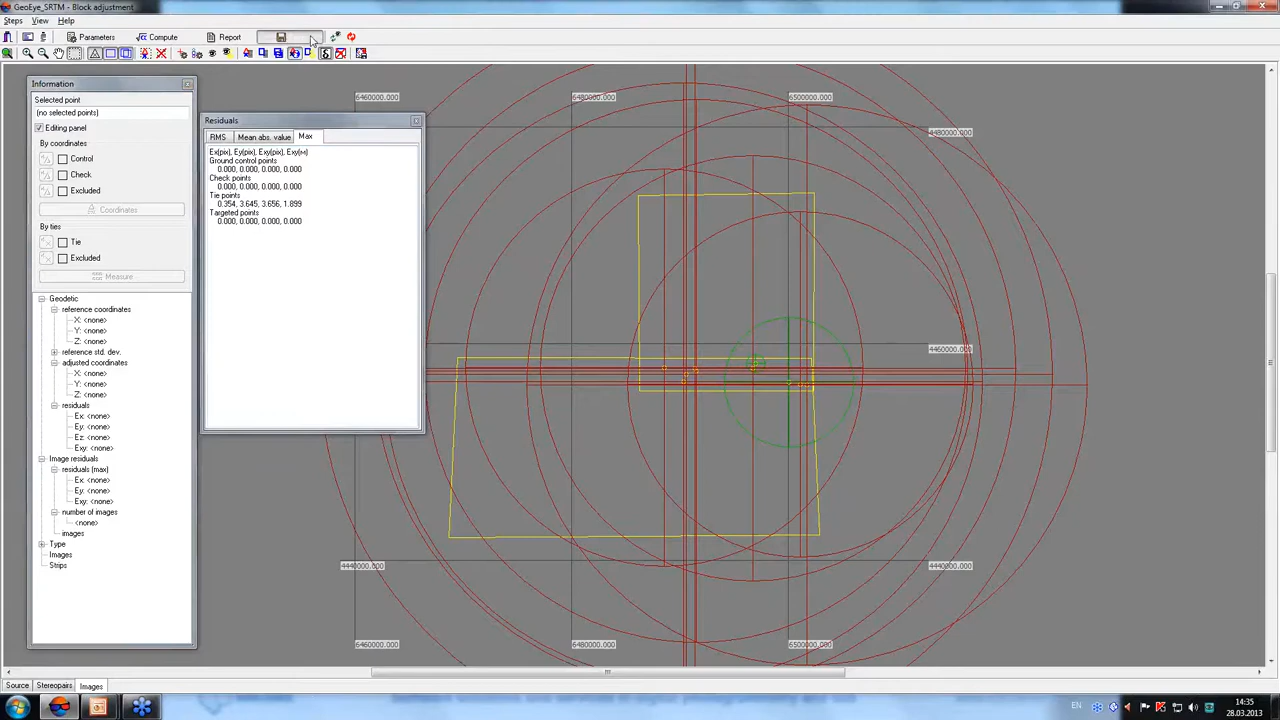 GeoEye_SRTM - Block adjustment
Steps View Help
Parameters Compute Report
Information
Selected point
(no selected points)
Editing panel
By coordinates
Control
Check
Excluded
Coordinates
By ties
Tie
Excluded
Measure
Geodetic
reference coordinates
X: <none>
Y: <none>
Z: <none>
reference std. dev.
adjusted coordinates
X: <none>
Y: <none>
Z: <none>
residuals
Ex: <none>
Ey: <none>
Ez: <none>
Exy: <none>
Image residuals
residuals (max)
Ex: <none>
Ey: <none>
Exy: <none>
number of images
<none>
images
Type
Images
Strips
Residuals
RMS Mean abs. value Max
Ex(pix), Ey(pix), Exy(pix), Exy(м)
Ground control points
0.000, 0.000, 0.000, 0.000
Check points
0.000, 0.000, 0.000, 0.000
Tie points
0.354, 3.645, 3.656, 1.899
Targeted points
0.000, 0.000, 0.000, 0.000
6460000.000 6480000.000 6500000.000
4480000.000
4460000.000
4440000.000 4440000.000
6460000.000 6480000.000 6500000.000
Source Stereopairs Images
EN
14:35
28.03.2013